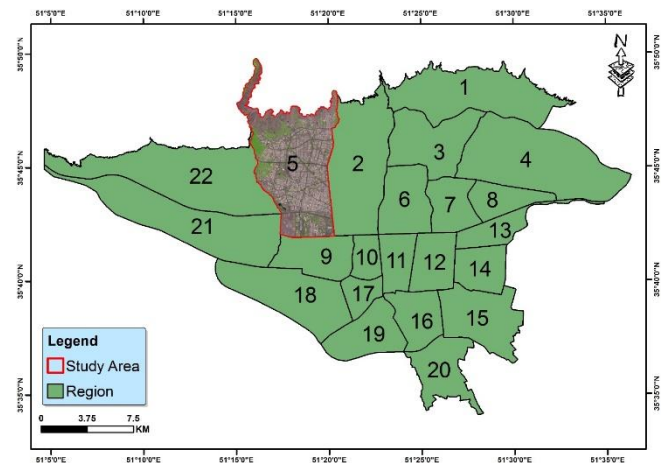 51°5'0"E 51°10'0"E 51°15'0"E 51°20'0"E 51°25'0"E 51°30'0"E 51°35'0"E
35°50'0"N 35°50'0"N
N
1
35°45'0"N 35°45'0"N
22 5 2 3 4
6 7 8
21 13
9 10 11 12 14
35°40'0"N 35°40'0"N
18 17
19 16 15
20
Legend
Study Area
Region
35°35'0"N 35°35'0"N
0 3.75 7.5
KM
51°5'0"E 51°10'0"E 51°15'0"E 51°20'0"E 51°25'0"E 51°30'0"E 51°35'0"E